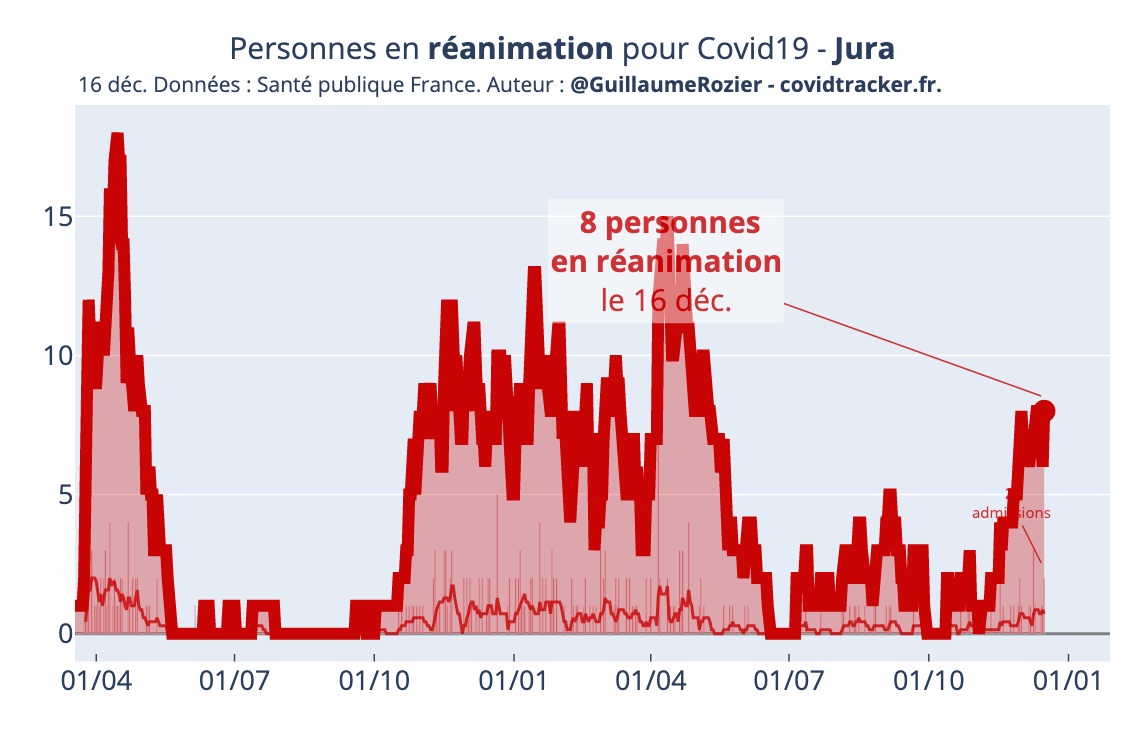 Personnes en réanimation pour Covid19 - Jura
16 déc. Données : Santé publique France. Auteur : @GuillaumeRozier - covidtracker.fr.
15
10
5
0
8 personnes
en réanimation
le 16 déc.
admissions
01/04
01/07
01/10
01/01
01/04
01/07
01/10
01/01